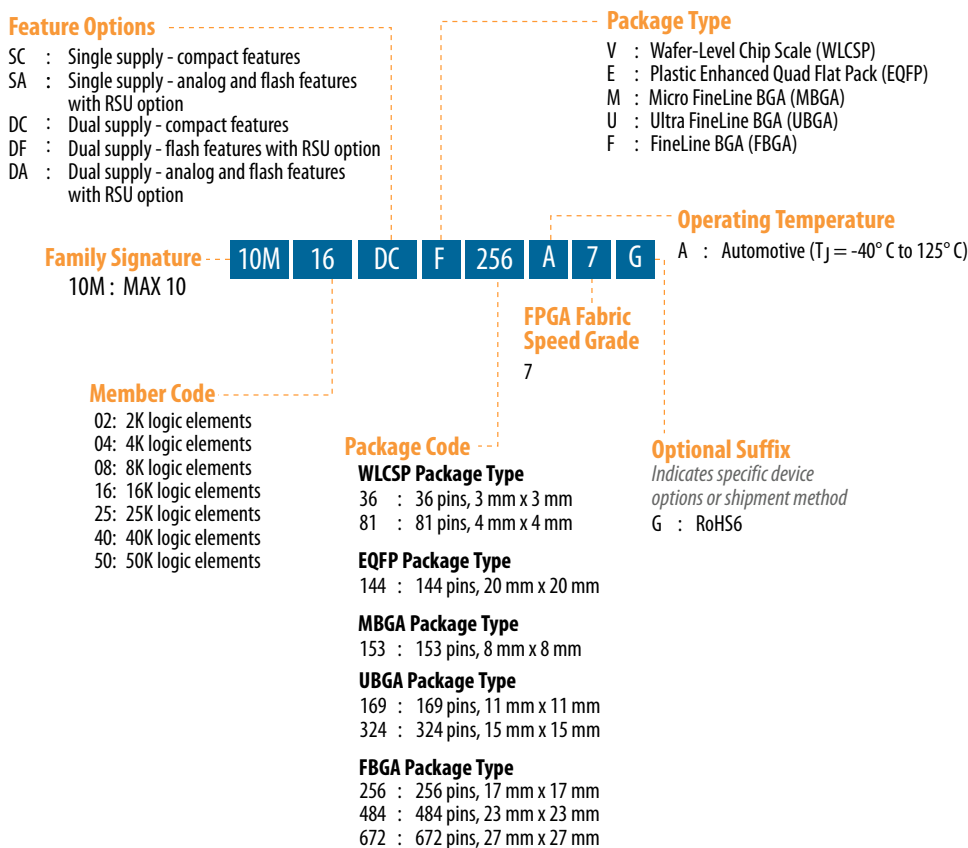 Feature Options
SC : Single supply - compact features
SA : Single supply - analog and flash features
with RSU option
DC : Dual supply - compact features
DF : Dual supply - flash features with RSU option
DA : Dual supply - analog and flash features
with RSU option
Package Type
V : Wafer-Level Chip Scale (WLCSP)
E : Plastic Enhanced Quad Flat Pack (EQFP)
M : Micro FineLine BGA (MBGA)
U : Ultra FineLine BGA (UBGA)
F : FineLine BGA (FBGA)
Operating Temperature
A : Automotive (TJ = -40° C to 125° C)
Family Signature
10M : MAX 10
10M 16 DC F 256 A 7 G
FPGA Fabric
Speed Grade
7
Member Code
02: 2K logic elements
04: 4K logic elements
08: 8K logic elements
16: 16K logic elements
25: 25K logic elements
40: 40K logic elements
50: 50K logic elements
Package Code
WLCSP Package Type
36 : 36 pins, 3 mm x 3 mm
81 : 81 pins, 4 mm x 4 mm
EQFP Package Type
144 : 144 pins, 20 mm x 20 mm
MBGA Package Type
153 : 153 pins, 8 mm x 8 mm
UBGA Package Type
169 : 169 pins, 11 mm x 11 mm
324 : 324 pins, 15 mm x 15 mm
FBGA Package Type
256 : 256 pins, 17 mm x 17 mm
484 : 484 pins, 23 mm x 23 mm
672 : 672 pins, 27 mm x 27 mm
Optional Suffix
Indicates specific device
options or shipment method
G : RoHS6